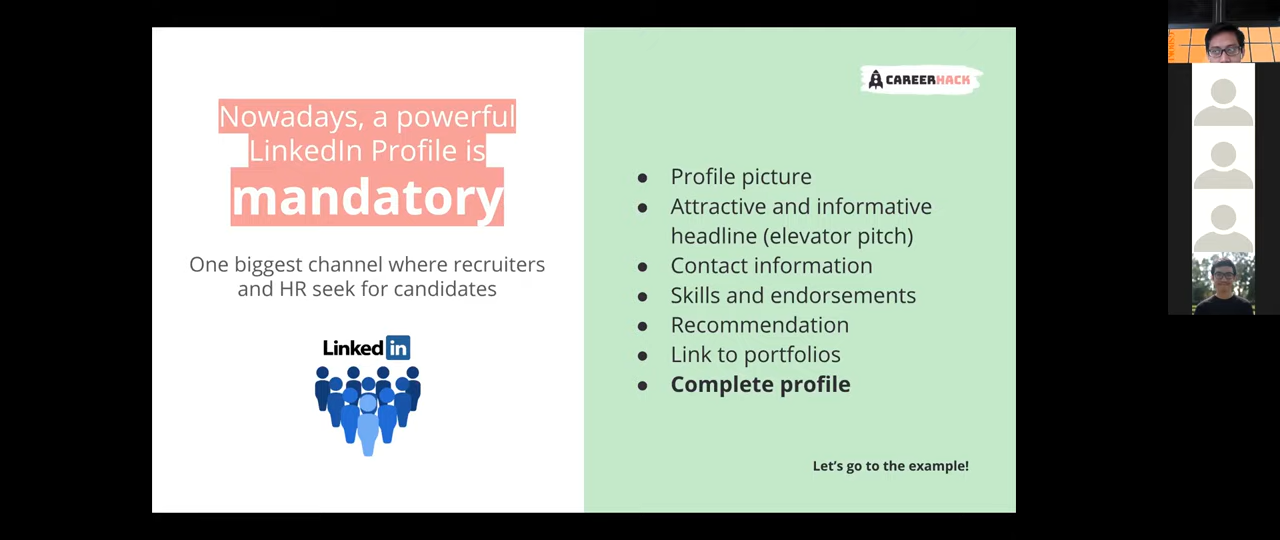 Nowadays, a powerful
LinkedIn Profile is
mandatory
One biggest channel where recruiters
and HR seek for candidates
Linked in
CAREERHACK
● Profile picture
● Attractive and informative
headline (elevator pitch)
● Contact information
● Skills and endorsements
● Recommendation
● Link to portfolios
● Complete profile
Let's go to the example!